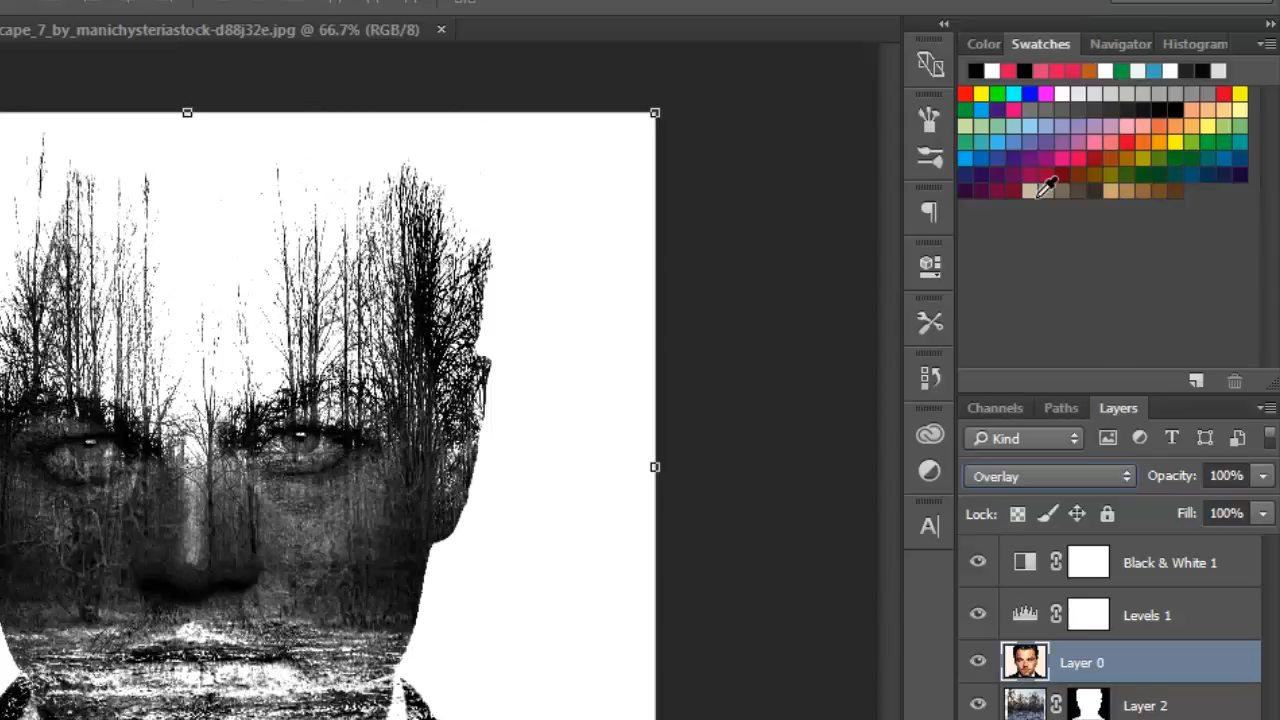 cape_7_by_manichysteriastock-d88j32e.jpg @ 66.7% (RGB/8) ×
Color Swatches Navigator Histogram
Channels Paths Layers
Kind
Overlay Opacity: 100%
Lock: Fill: 100%
Black & White 1
Levels 1
Layer 0
Layer 2